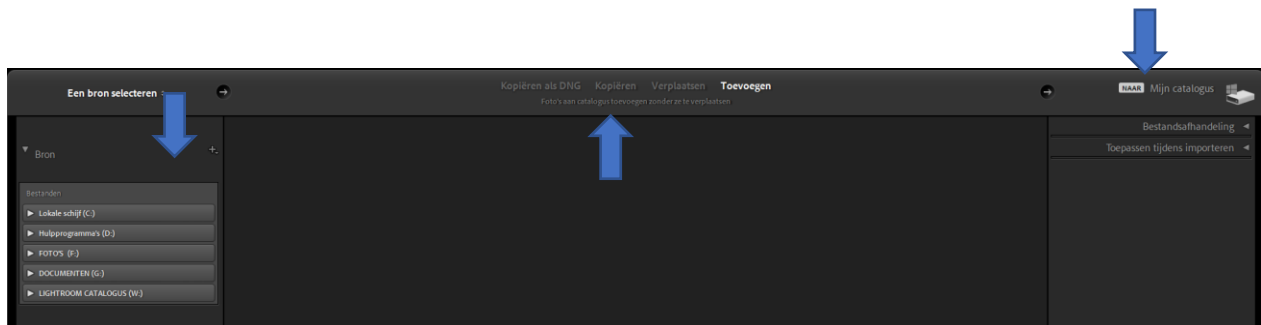 Een bron selecteren
Kopiëren als DNG Kopiëren Verplaatsen Toevoegen
Foto's aan catalogus toevoegen zonder ze te verplaatsen
NAAR Mijn catalogus
Bron
Bestanden
Lokale schijf (C:)
Hulpprogramma's (D:)
FOTO'S (F:)
DOCUMENTEN (G:)
LIGHTROOM CATALOGUS (W:)
Bestandsafhandeling
Toepassen tijdens importeren